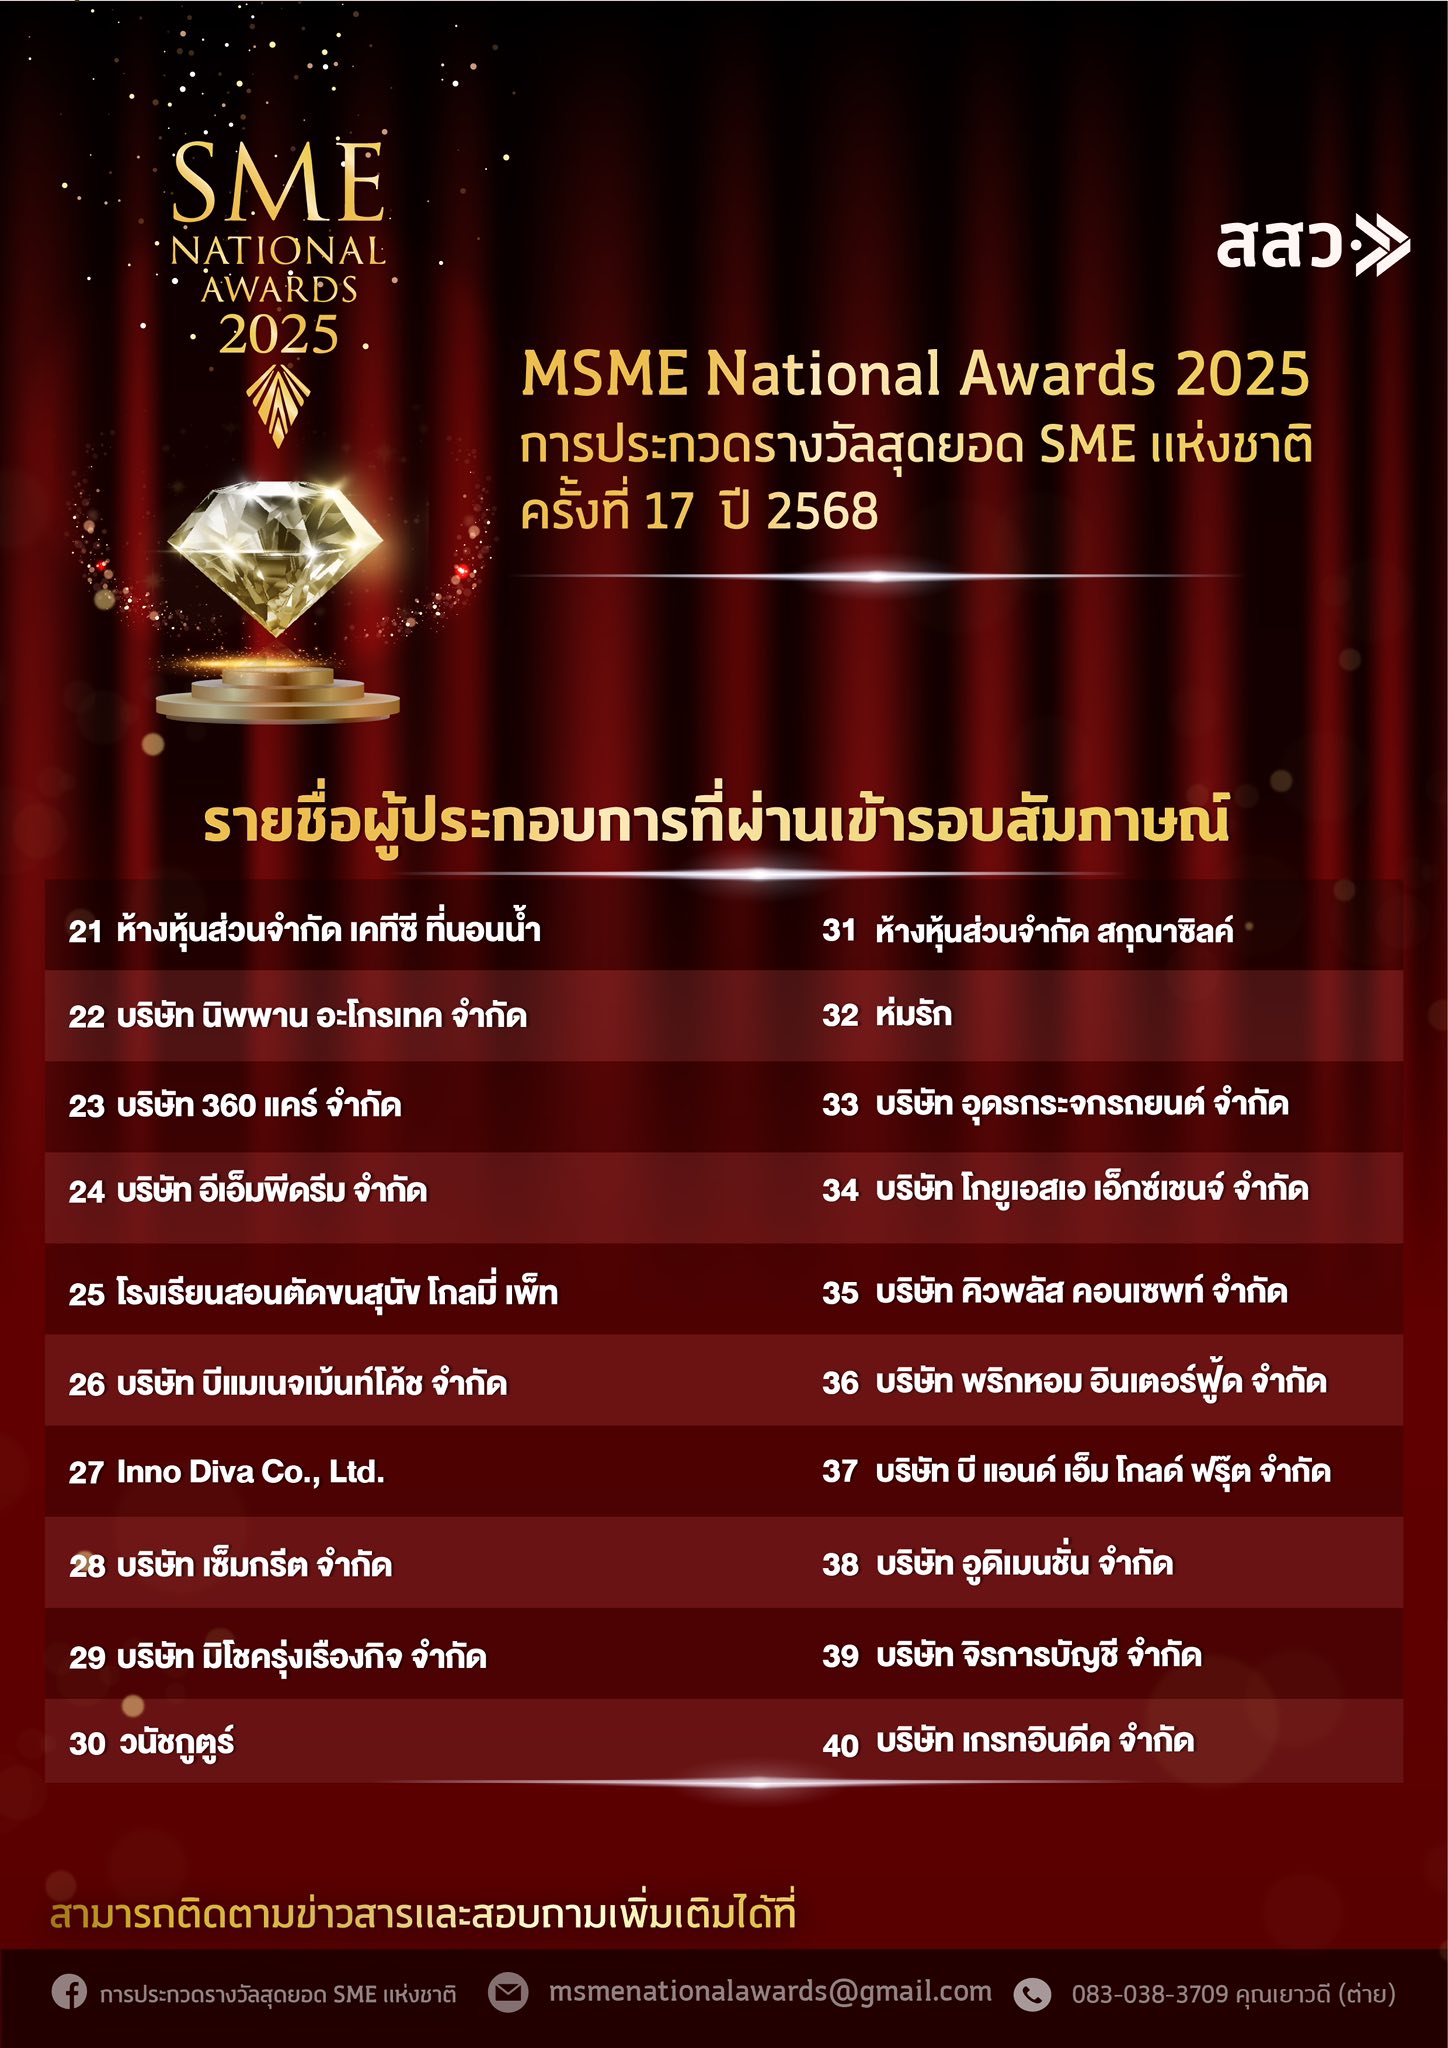 SME
NATIONAL
AWARDS
2025
สสว
MSME National Awards 2025
การประกวดรางวัลสุดยอด SME แห่งชาติ
ครั้งที่ 17 ปี 2568
รายชื่อผู้ประกอบการที่ผ่านเข้ารอบสัมภาษณ์
21 ห้างหุ้นส่วนจำกัด เคทีซี ที่นอนน้ำ
22 บริษัท นิพพาน อะโกรเทค จำกัด
23 บริษัท 360 แคร์ จำกัด
24 บริษัท อีเอ็มพีดรีม จำกัด
25 โรงเรียนสอนตัดขนสุนัข โกลมี่ เพ็ท
26 บริษัท บีแมเนจเม้นท์โค้ช จำกัด
27 Inno Diva Co., Ltd.
28 บริษัท เซ็มกรีต จำกัด
29 บริษัท มิโชครุ่งเรืองกิจ จำกัด
30 วนัชกูตูร์
31 ห้างหุ้นส่วนจำกัด สกุณาซิลค์
32 ห่มรัก
33 บริษัท อุดรกระจกรถยนต์ จำกัด
34 บริษัท โกยูเอสเอ เอ็กซ์เชนจ์ จำกัด
35 บริษัท คิวพลัส คอนเซพท์ จำกัด
36 บริษัท พริกหอม อินเตอร์ฟู้ด จำกัด
37 บริษัท บี แอนด์ เอ็ม โกลด์ ฟรุ๊ต จำกัด
38 บริษัท อูดิเมนชั่น จำกัด
39 บริษัท จิรการบัญชี จำกัด
40 บริษัท เกรทอินดีด จำกัด
สามารถติดตามข่าวสารและสอบถามเพิ่มเติมได้ที่
การประกวดรางวัลสุดยอด SME แห่งชาติ
msmenationalawards@gmail.com
083-038-3709 คุณเยาวดี (ต่าย)